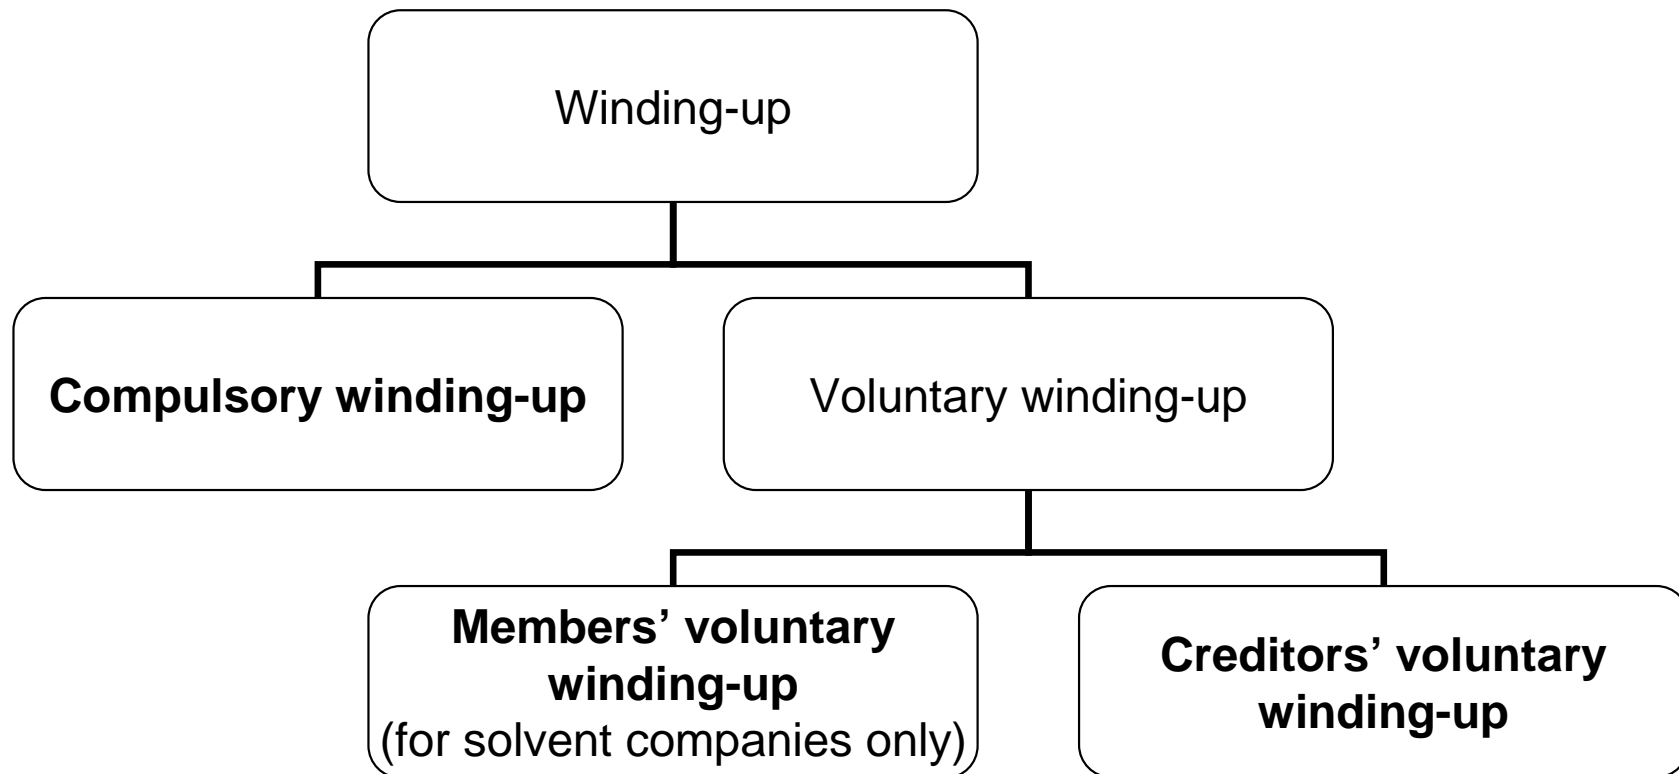 Winding-up
Compulsory winding-up
Voluntary winding-up
Members’ voluntary
winding-up
(for solvent companies only)
Creditors’ voluntary
winding-up